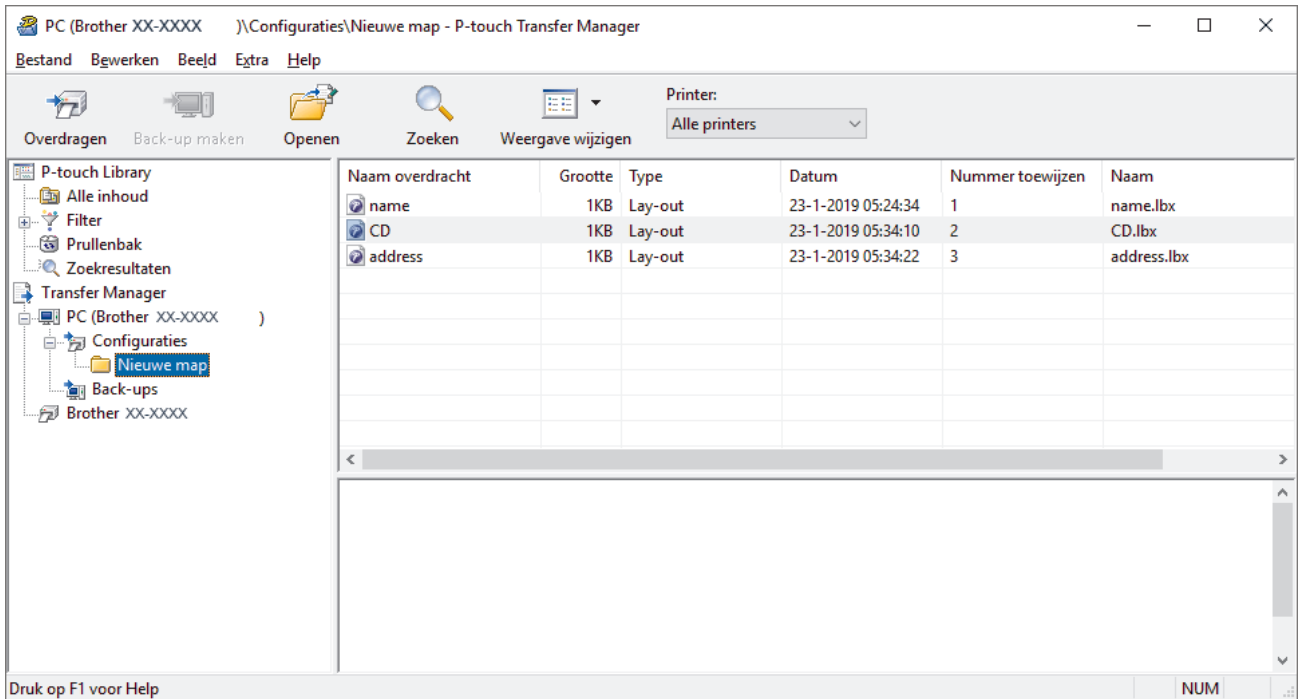 PC (Brother XX-XXXX )\Configuraties\Nieuwe map - P-touch Transfer Manager
Bestand Bewerken Beeld Extra Help
Overdragen Back-up maken Openen Zoeken Weergave wijzigen
Printer:
Alle printers
P-touch Library
Alle inhoud
Filter
Prullenbak
Zoekresultaten
Transfer Manager
PC (Brother XX-XXXX )
Configuraties
Nieuwe map
Back-ups
Brother XX-XXXX
Naam overdracht Grootte Type Datum Nummer toewijzen Naam
name 1KB Lay-out 23-1-2019 05:24:34 1 name.lbx
CD 1KB Lay-out 23-1-2019 05:34:10 2 CD.lbx
address 1KB Lay-out 23-1-2019 05:34:22 3 address.lbx
Druk op F1 voor Help NUM